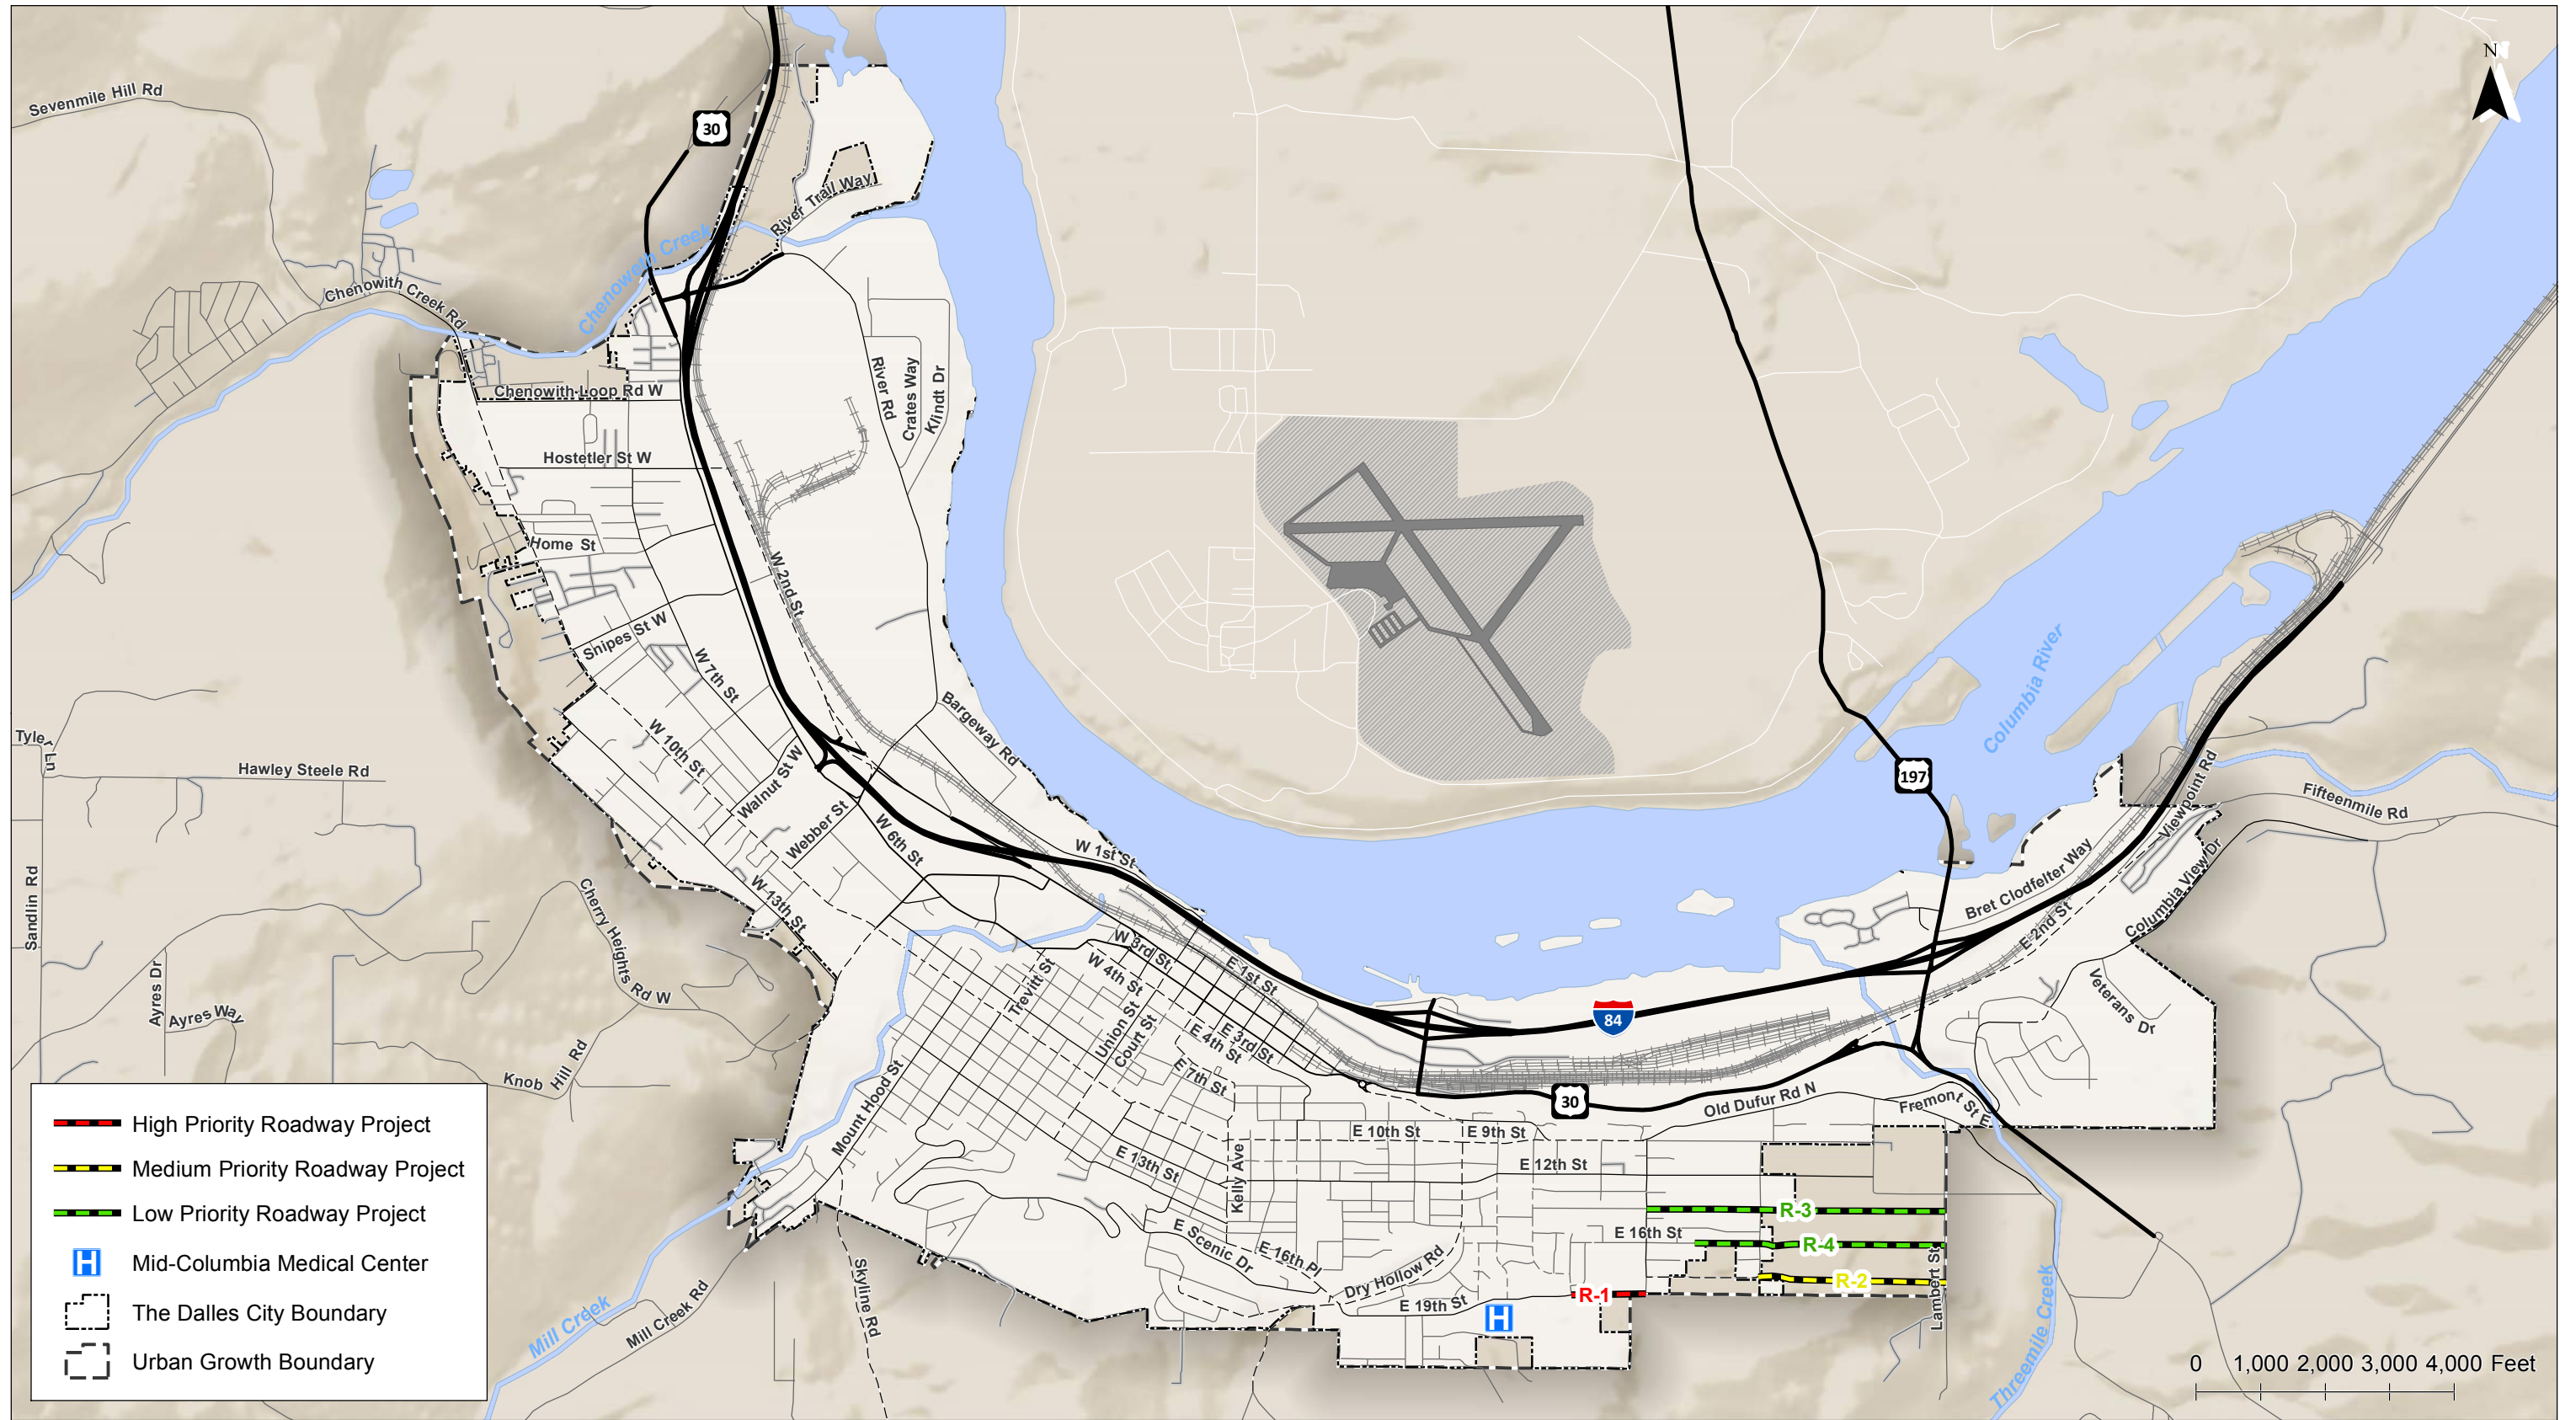 N
Sevenmile Hill Rd
30
River Trail Way
Chenoweth Creek
Chenowith Creek Rd
Chenowith Loop Rd W
River Rd
Crates Way
Kindt Dr
Hostetler St W
Home St
W 2nd St
Snipes St W
W 7th St
Columbia River
Bargeway Rd
W 10th St
Tyler Ln
Hawley Steele Rd
197
Walnut St W
Webber St
W 6th St
W 1st St
Viewpoint Rd
Fifteenmile Rd
Bret Clodfelter Way
Columbia View Dr
E 2nd St
Sandlin Rd
W 13th St
Cherry Heights Rd W
W 3rd St
W 4th St
E 1st St
Trevitt St
Union St
Court St
E 3rd St
E 4th St
E 7th St
84
Veterans Dr
Ayres Dr
Ayres Way
Knob Hill Rd
Mount Hood St
30
Old Dufur Rd N
Fremont St E
E 10th St
E 9th St
E 12th St
E 13th St
Kelly Ave
R-3
E 16th St
R-4
R-2
E Scenic Dr
E 16th Pl
Dry Hollow Rd
R-1
E 19th St
H
Lambert St
Skyline Rd
Mill Creek
Mill Creek Rd
Threemile Creek
High Priority Roadway Project
Medium Priority Roadway Project
Low Priority Roadway Project
H Mid-Columbia Medical Center
The Dalles City Boundary
Urban Growth Boundary
0 1,000 2,000 3,000 4,000 Feet